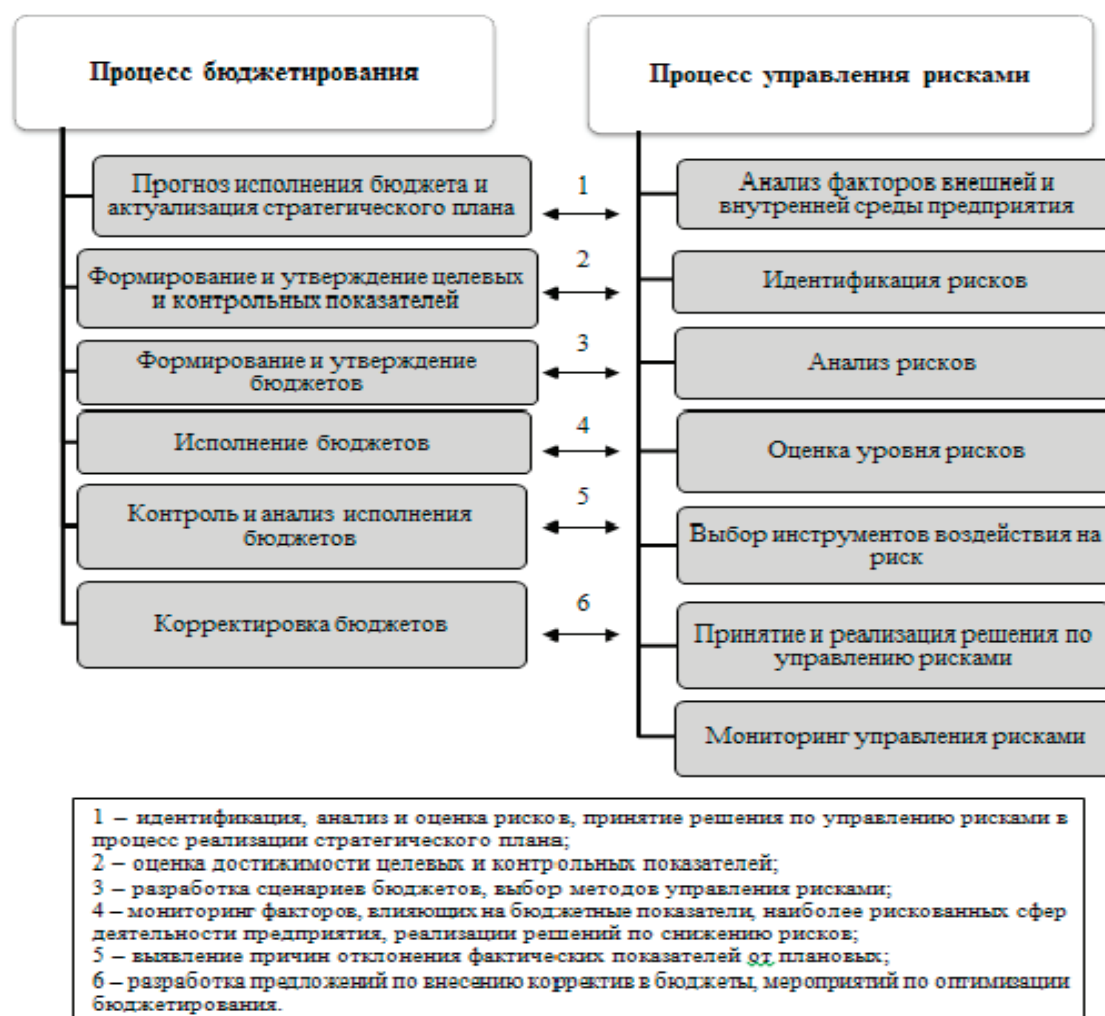 Процесс бюджетирования
Процесс управления рисками
Прогноз исполнения бюджета и
актуализация стратегического плана
1
Анализ факторов внешней и
внутренней среды предприятия
Формирование и утверждение целевых
и контрольных показателей
2
Идентификация рисков
Формирование и утверждение
бюджетов
3
Анализ рисков
Исполнение бюджетов
4
Оценка уровня рисков
Контроль и анализ исполнения
бюджетов
5
Выбор инструментов воздействия на
риск
Корректировка бюджетов
6
Принятие и реализация решения по
управлению рисками
Мониторинг управления рисками
1 – идентификация, анализ и оценка рисков, принятие решения по управлению рисками в
процесс реализации стратегического плана;
2 – оценка достижимости целевых и контрольных показателей;
3 – разработка сценариев бюджетов, выбор методов управления рисками;
4 – мониторинг факторов, влияющих на бюджетные показатели, наиболее рискованных сфер
деятельности предприятия, реализации решений по снижению рисков;
5 – выявление причин отклонения фактических показателей от плановых;
6 – разработка предложений по внесению корректив в бюджеты, мероприятий по оптимизации
бюджетирования.